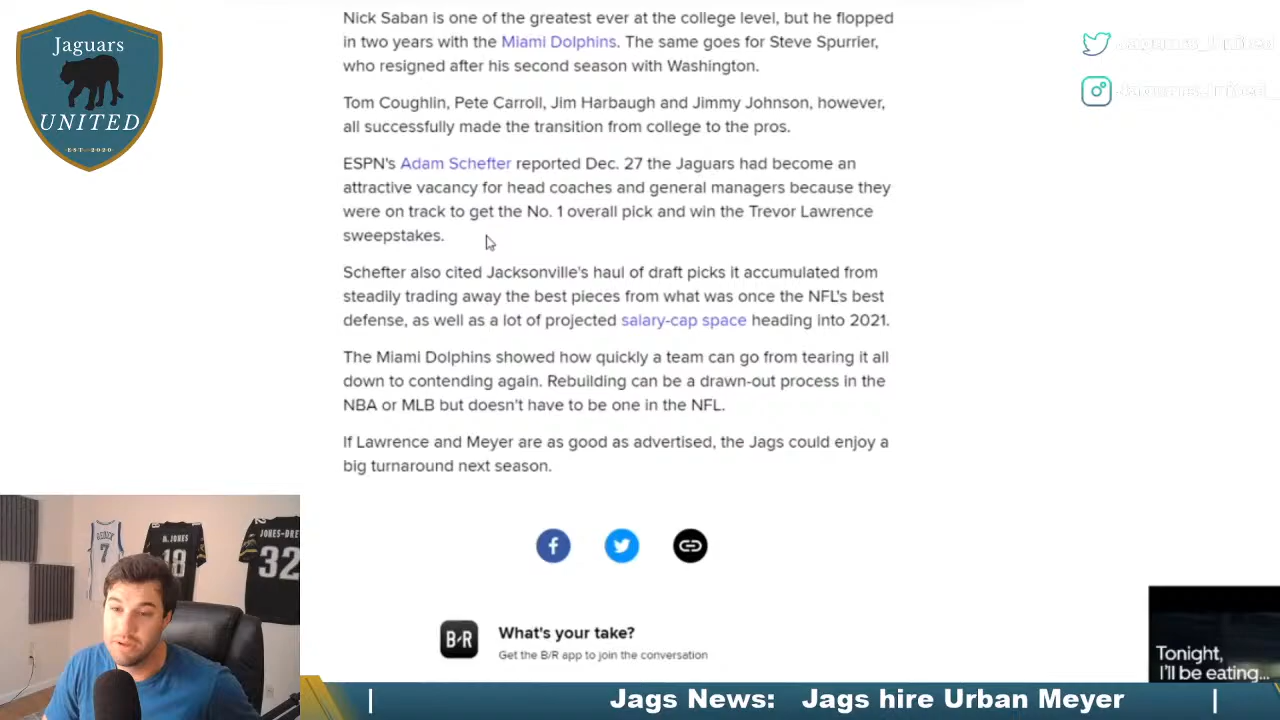 Jaguars
UNITED
EST. 2020
Nick Saban is one of the greatest ever at the college level, but he flopped
in two years with the Miami Dolphins. The same goes for Steve Spurrier,
who resigned after his second season with Washington.
Tom Coughlin, Pete Carroll, Jim Harbaugh and Jimmy Johnson, however,
all successfully made the transition from college to the pros.
ESPN's Adam Schefter reported Dec. 27 the Jaguars had become an
attractive vacancy for head coaches and general managers because they
were on track to get the No. 1 overall pick and win the Trevor Lawrence
sweepstakes.
Schefter also cited Jacksonville's haul of draft picks it accumulated from
steadily trading away the best pieces from what was once the NFL's best
defense, as well as a lot of projected salary-cap space heading into 2021.
The Miami Dolphins showed how quickly a team can go from tearing it all
down to contending again. Rebuilding can be a drawn-out process in the
NBA or MLB but doesn't have to be one in the NFL.
If Lawrence and Meyer are as good as advertised, the Jags could enjoy a
big turnaround next season.
B/R
What's your take?
Get the B/R app to join the conversation
Jaguars_United
Jaguars_United_
REDICK
7
M. JONES
18
JONES-DRE
32
Tonight,
I'll be eating...
Jags News: Jags hire Urban Meyer